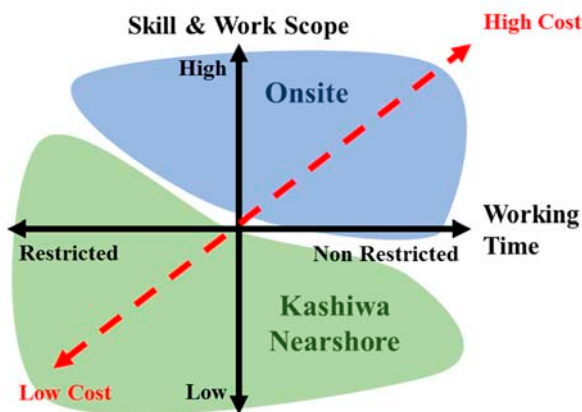 Skill & Work Scope
High Cost
High
Onsite
Working
Time
Restricted
Non Restricted
Kashiwa
Nearshore
Low Cost
Low